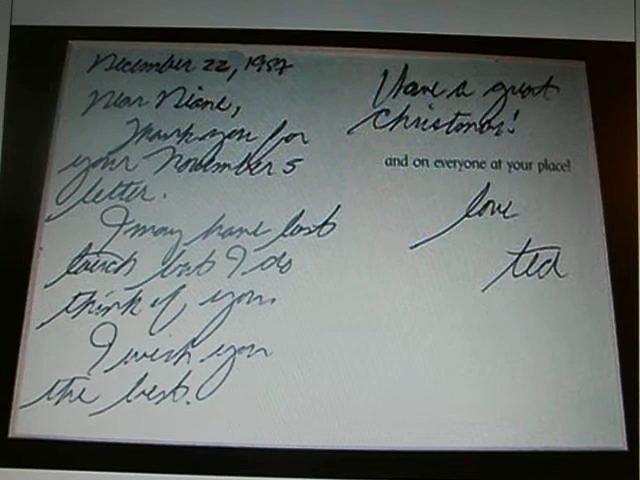 December 22, 1987
Dear Diane,
Thank you for
your November 5
letter.
I may have lost
touch but I do
think of you.
I wish you
the best.
Have a great
Christmas!
and on everyone at your place!
love
ted